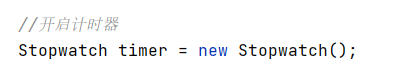 //开启计时器
Stopwatch timer = new Stopwatch();